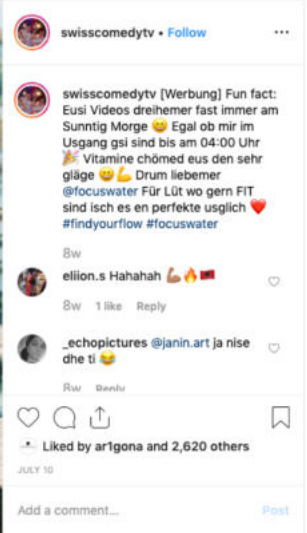 swisscomedytv • Follow
swisscomedytv [Werbung] Fun fact:
Eusi Videos dreihemer fast immer am
Sunntig Morge 😄 Egal ob mir im
Usgang gsi sind bis am 04:00 Uhr
🎉 Vitamine chömed eus den sehr
gläge 😄💪 Drum liebemer
@focuswater Für Lüt wo gern FIT
sind isch es en perfekte usglich ❤️
#findyourflow #focuswater
8w
eliion.s Hahahah 💪🏽🔥🇦🇱
8w 1 like Reply
_echopictures @janin.art ja nise
dhe ti 😂
8w Reply
Liked by ar1gona and 2,620 others
JULY 10
Add a comment... Post